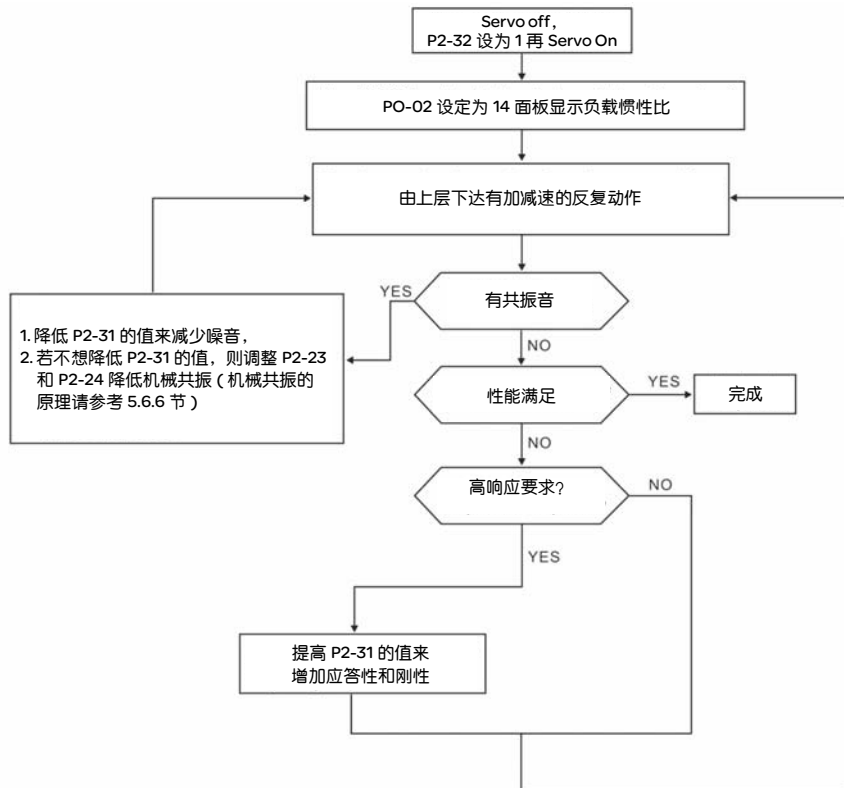 Servo off,
P2-32 设为 1 再 Servo On
PO-02 设定为 14 面板显示负载惯性比
由上层下达有加减速的反复动作
YES
有共振音
1. 降低 P2-31 的值来减少噪音，
2. 若不想降低 P2-31 的值，则调整 P2-23
和 P2-24 降低机械共振 ( 机械共振的
原理请参考 5.6.6 节 )
NO
性能满足
YES
完成
NO
高响应要求?
NO
YES
提高 P2-31 的值来
增加应答性和刚性